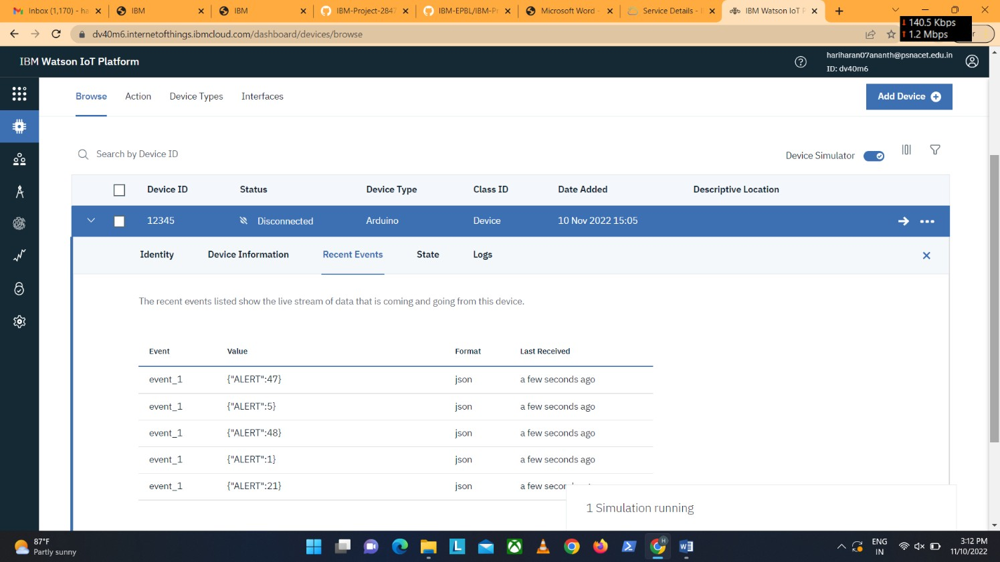 Inbox (1,170) - ha
IBM
IBM
IBM-Project-2847
IBM-EPBL/IBM-Pr
Microsoft Word -
Service Details - I
IBM Watson IoT P
dv40m6.internetofthings.ibmcloud.com/dashboard/devices/browse
140.5 Kbps
1.2 Mbps
IBM Watson IoT Platform
hariharan07ananth@psnacet.edu.in
ID: dv40m6
Browse Action Device Types Interfaces
Add Device
Search by Device ID
Device Simulator
Device ID Status Device Type Class ID Date Added Descriptive Location
12345 Disconnected Arduino Device 10 Nov 2022 15:05
Identity Device Information Recent Events State Logs
The recent events listed show the live stream of data that is coming and going from this device.
Event Value Format Last Received
event_1 {"ALERT":47} json a few seconds ago
event_1 {"ALERT":5} json a few seconds ago
event_1 {"ALERT":48} json a few seconds ago
event_1 {"ALERT":1} json a few seconds ago
event_1 {"ALERT":21} json a few secon
1 Simulation running
87°F
Partly sunny
ENG
IN
3:12 PM
11/10/2022